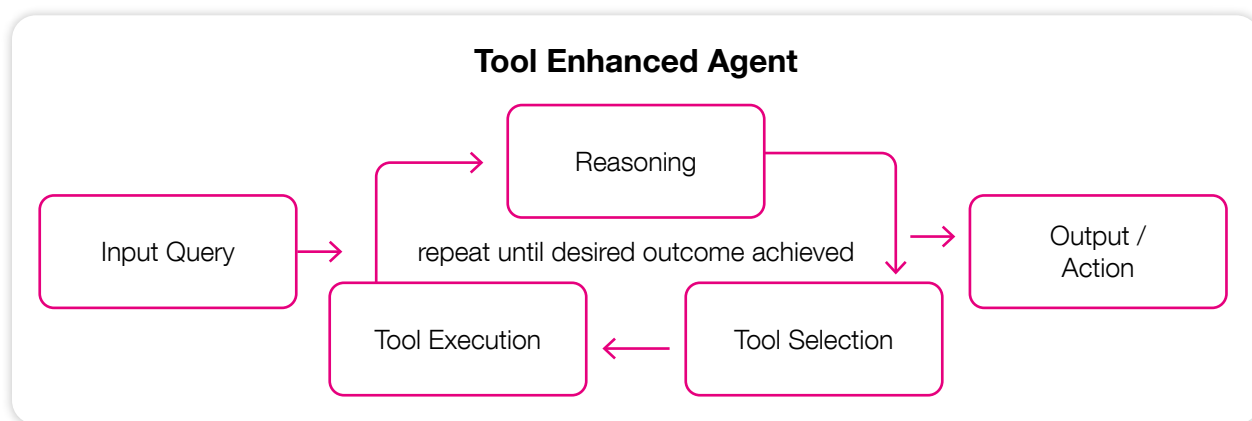 Tool Enhanced Agent
Reasoning
Input Query
repeat until desired outcome achieved
Output /
Action
Tool Execution
Tool Selection